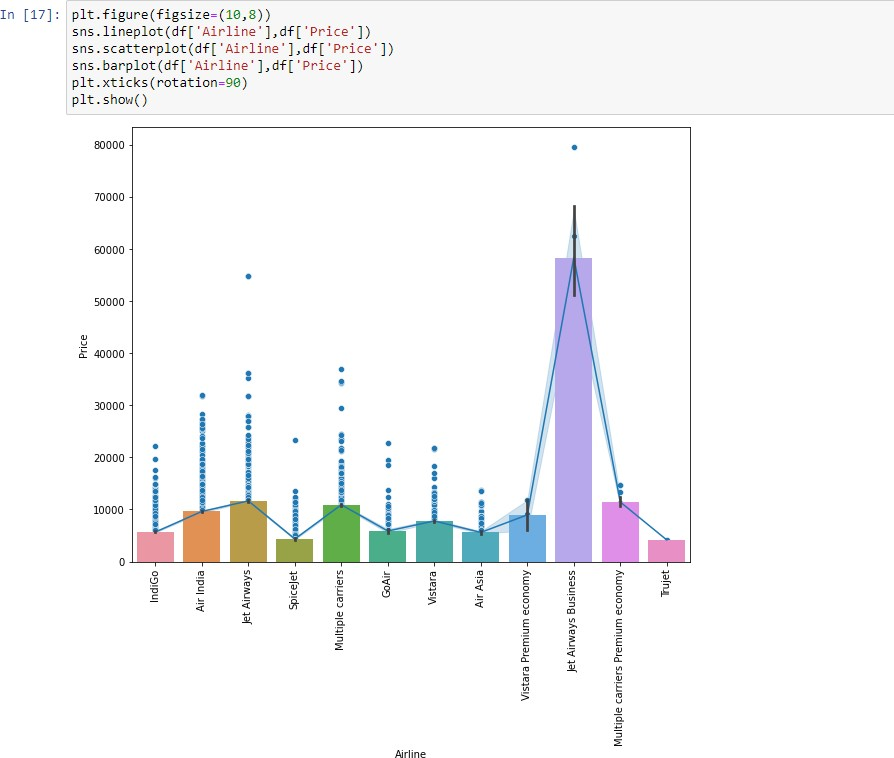 In [17]: plt.figure(figsize=(10,8))
sns.lineplot(df['Airline'],df['Price'])
sns.scatterplot(df['Airline'],df['Price'])
sns.barplot(df['Airline'],df['Price'])
plt.xticks(rotation=90)
plt.show()
80000
70000
60000
50000
40000
30000
20000
10000
0
Price
IndiGo
Air India
Jet Airways
SpiceJet
Multiple carriers
GoAir
Vistara
Air Asia
Vistara Premium economy
Jet Airways Business
Multiple carriers Premium economy
Trujet
Airline